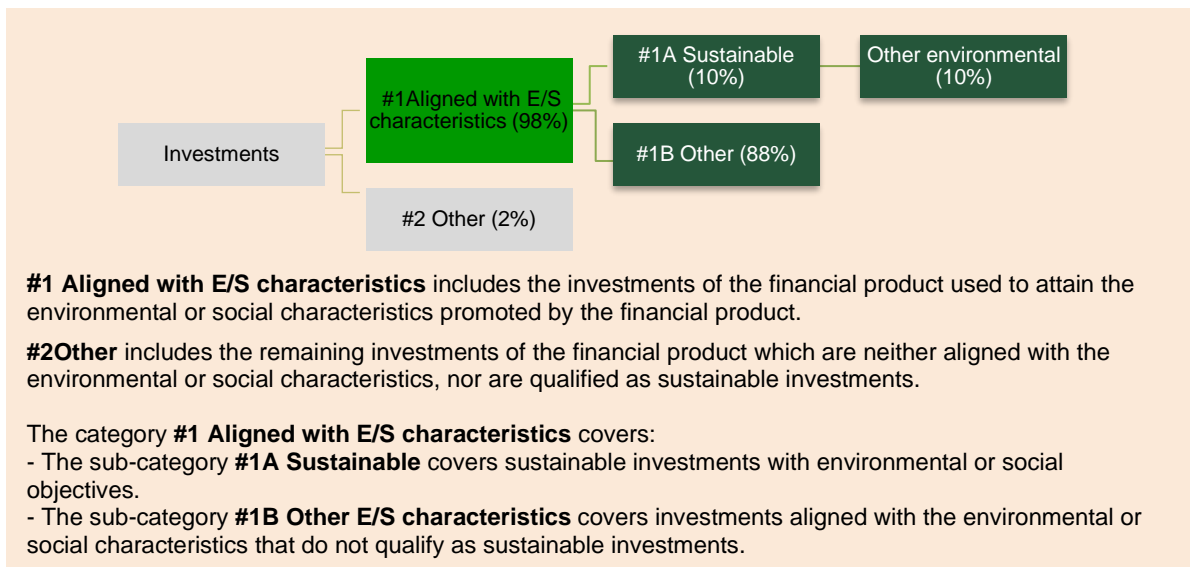 #1A Sustainable
(10%)
Other environmental
(10%)
#1Aligned with E/S
characteristics (98%)
Investments
#1B Other (88%)
#2 Other (2%)
#1 Aligned with E/S characteristics includes the investments of the financial product used to attain the
environmental or social characteristics promoted by the financial product.
#2Other includes the remaining investments of the financial product which are neither aligned with the
environmental or social characteristics, nor are qualified as sustainable investments.
The category #1 Aligned with E/S characteristics covers:
- The sub-category #1A Sustainable covers sustainable investments with environmental or social
objectives.
- The sub-category #1B Other E/S characteristics covers investments aligned with the environmental or
social characteristics that do not qualify as sustainable investments.